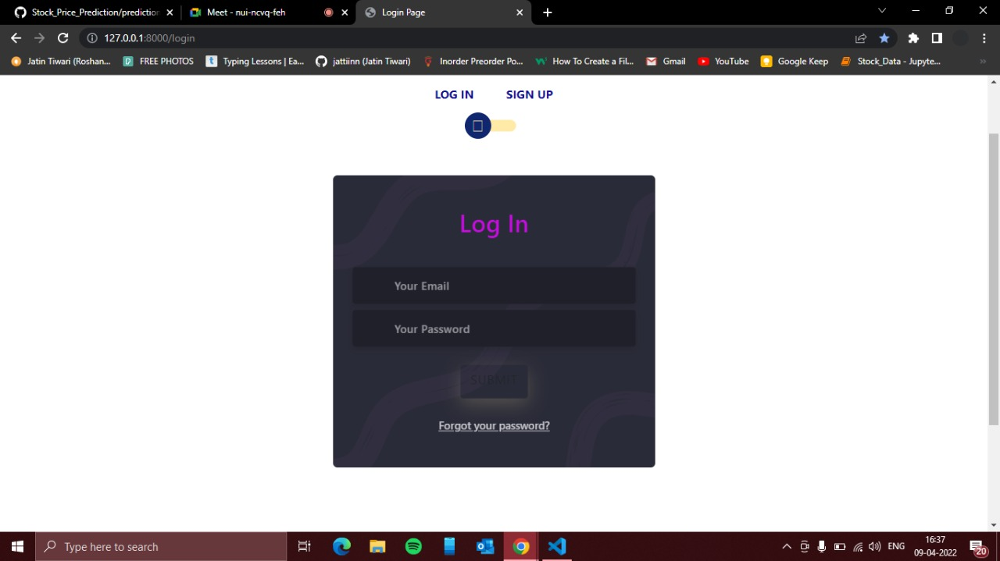 Stock_Price_Prediction/prediction
Meet - nui-ncvq-feh
Login Page
127.0.0.1:8000/login
Jatin Tiwari (Roshan...
FREE PHOTOS
Typing Lessons | Ea...
jattiinn (Jatin Tiwari)
Inorder Preorder Po...
How To Create a Fil...
Gmail
YouTube
Google Keep
Stock_Data - Jupyte...
»
LOG IN SIGN UP
Log In
Your Email
Your Password
SUBMIT
Forgot your password?
Type here to search
ENG
16:37
09-04-2022
20